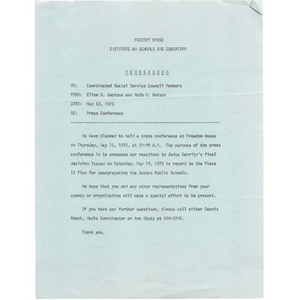 FREEDOM HOUSE
INSTITUTE ON SCHOOLS AND EDUCATION
MEMORANDUM
TO: Coordinated Social Service Council Members
FROM: Ellen S. Jackson and Ruth M. Batson
DATE: May 12, 1975
RE: Press Conference
We have planned to hold a press conference at Freedom House
on Thursday, May 15, 1975, at 10:00 A.M. The purpose of the press
conference is to announce our reactions to Judge Garrity's final
decision issued on Saturday, May 10, 1975 in regard to the Phase
II Plan for desegregating the Boston Public Schools.
We hope that you and any other representatives from your
agency or organization will make a special effort to be present.
If you have any further questions, please call either Dennis
Media Coordinator or Ann Stutz at
Thank you.